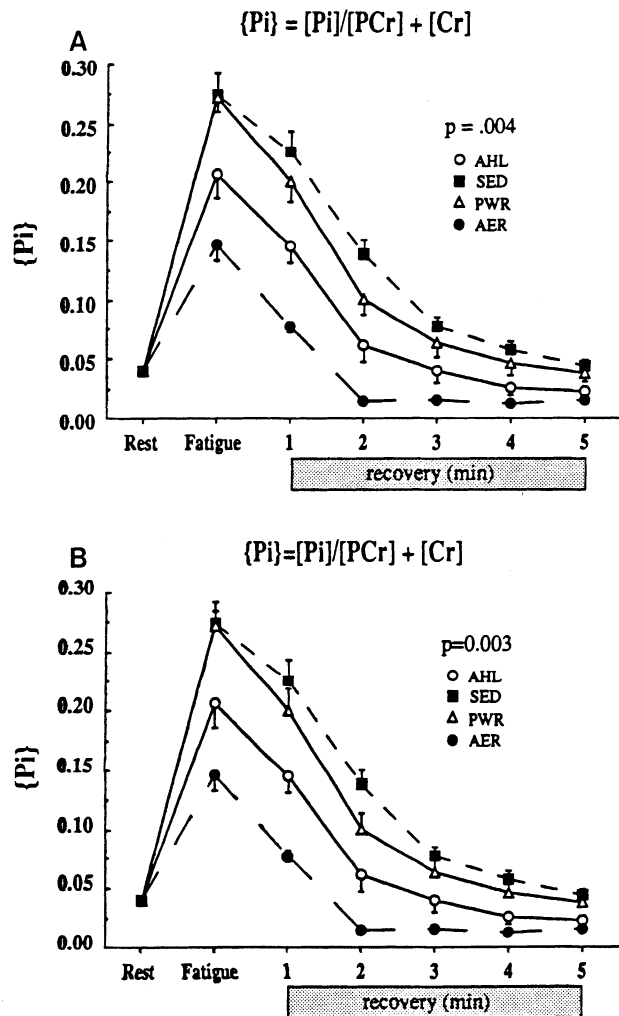 A
{Pi} = [Pi]/[PCr] + [Cr]
0.30
0.25
0.20
0.15
0.10
0.05
0.00
{Pi}
p = .004
AHL
SED
PWR
AER
Rest Fatigue 1 2 3 4 5
recovery (min)
B
{Pi}=[Pi]/[PCr] + [Cr]
0.30
0.25
0.20
0.15
0.10
0.05
0.00
{Pi}
p=0.003
AHL
SED
PWR
AER
Rest Fatigue 1 2 3 4 5
recovery (min)